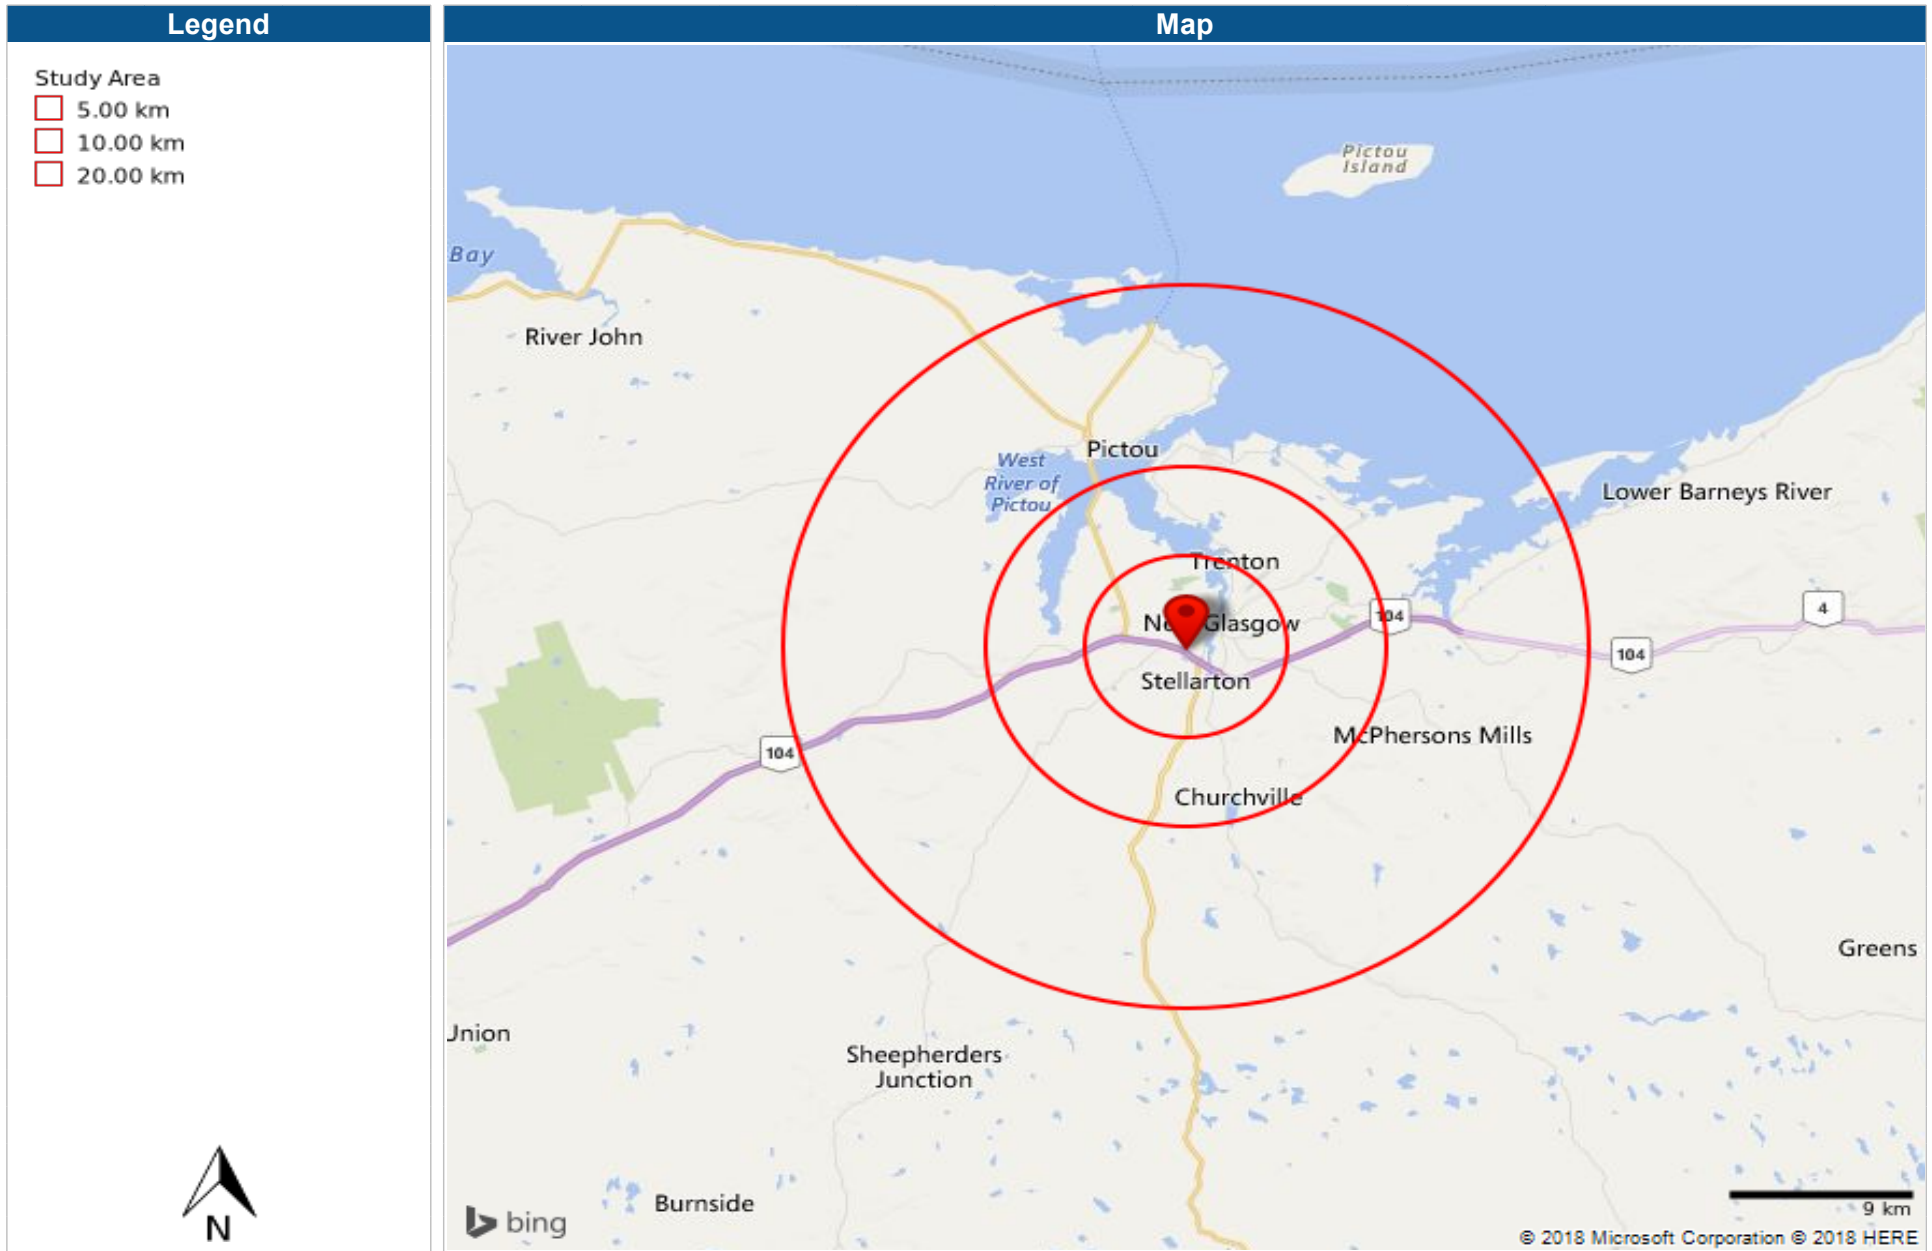 Legend
Map
Study Area
5.00 km
10.00 km
20.00 km
N
Pictou
Island
Bay
River John
Pictou
West
River of
Pictou
Lower Barneys River
Trenton
104
4
Glasgow
104
Stellarton
McPhersons Mills
104
Churchville
Greens
Union
Sheepherders
Junction
Burnside
bing
9 km
© 2018 Microsoft Corporation © 2018 HERE